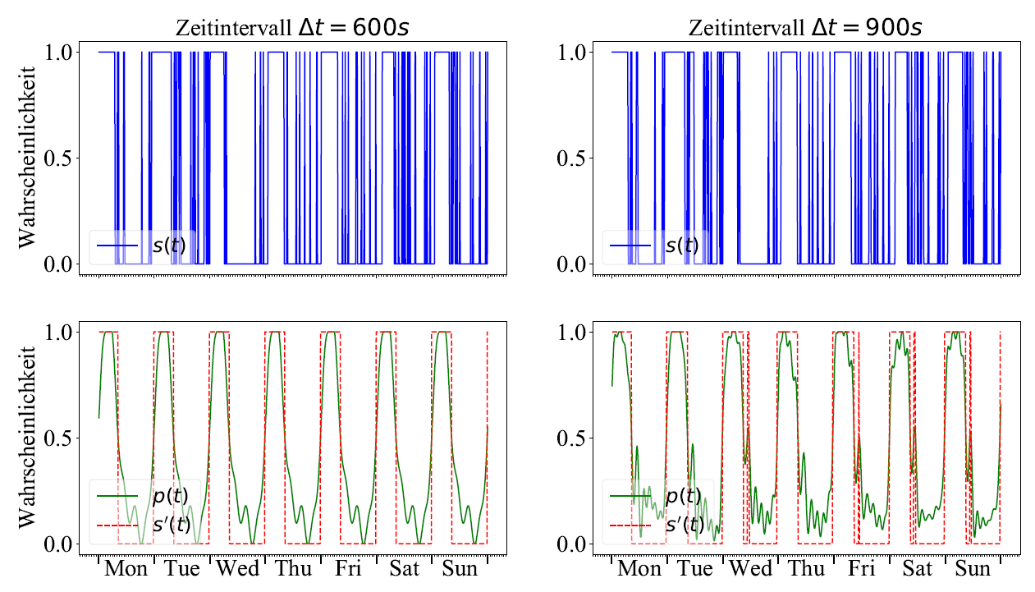 Zeitintervall Δt = 600s
Zeitintervall Δt = 900s
Wahrscheinlichkeit
1.0
0.5
0.0
s(t)
1.0
0.5
0.0
s(t)
Wahrscheinlichkeit
1.0
0.5
0.0
p(t)
s′(t)
Mon Tue Wed Thu Fri Sat Sun
1.0
0.5
0.0
p(t)
s′(t)
Mon Tue Wed Thu Fri Sat Sun